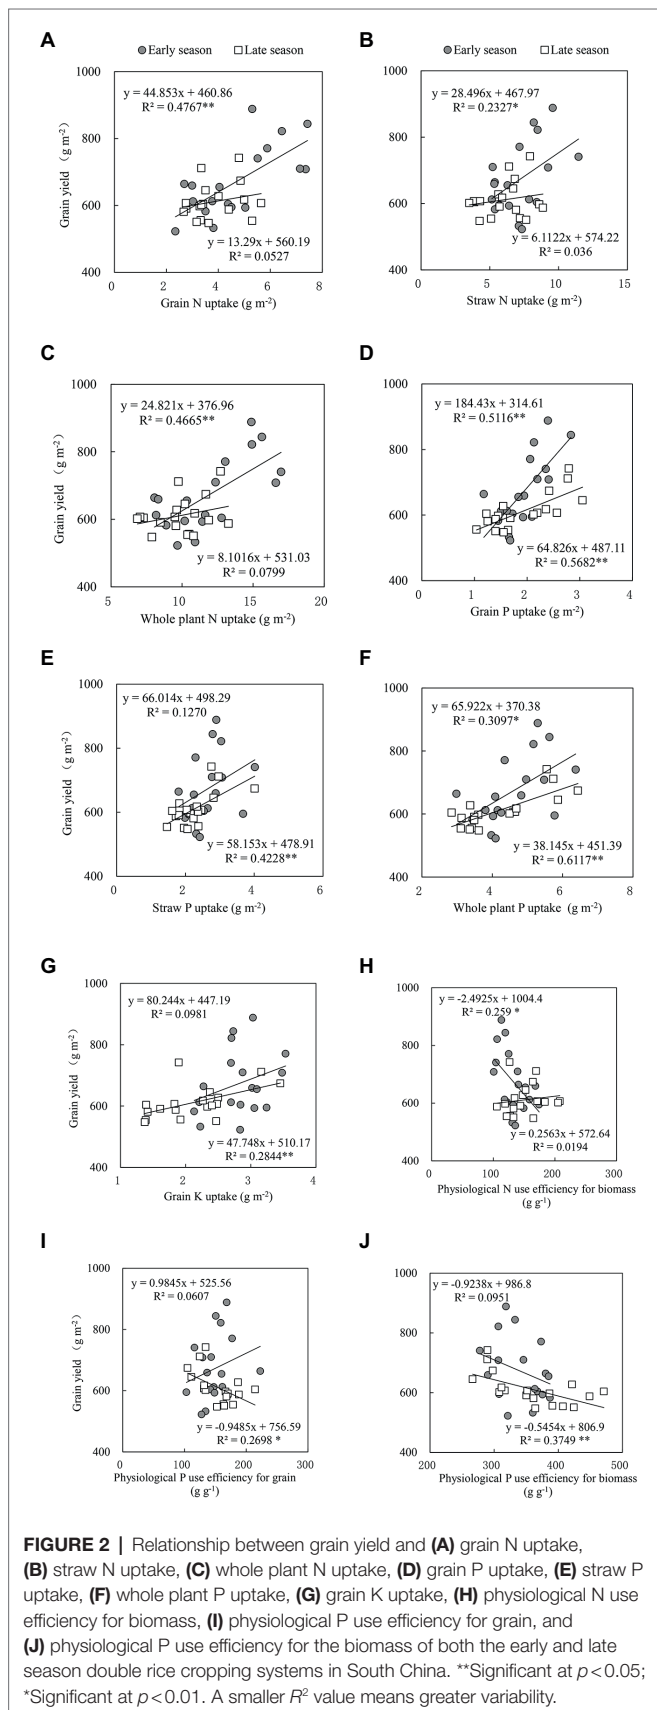 A
Early season
Late season
y = 44.853x + 460.86
R² = 0.4767**
y = 13.29x + 560.19
R² = 0.0527
1000
800
600
400
0 2 4 6 8
Grain yield (g m-2)
Grain N uptake (g m-2)
B
Early season
Late season
y = 28.496x + 467.97
R² = 0.2327*
y = 6.1122x + 574.22
R² = 0.036
1000
800
600
400
0 5 10 15
Straw N uptake (g m-2)
C
y = 24.821x + 376.96
R² = 0.4665**
y = 8.1016x + 531.03
R² = 0.0799
1000
800
600
400
5 10 15 20
Grain yield (g m-2)
Whole plant N uptake (g m-2)
D
y = 184.43x + 314.61
R² = 0.5116**
y = 64.826x + 487.11
R² = 0.5682**
1000
800
600
400
0 1 2 3 4
Grain P uptake (g m-2)
E
y = 66.014x + 498.29
R² = 0.1270
y = 58.153x + 478.91
R² = 0.4228**
1000
800
600
400
0 2 4 6
Grain yield (g m-2)
Straw P uptake (g m-2)
F
y = 65.922x + 370.38
R² = 0.3097*
y = 38.145x + 451.39
R² = 0.6117**
1000
800
600
400
2 4 6 8
Whole plant P uptake (g m-2)
G
y = 80.244x + 447.19
R² = 0.0981
y = 47.748x + 510.17
R² = 0.2844**
1000
800
600
400
1 2 3 4
Grain yield (g m-2)
Grain K uptake (g m-2)
H
y = -2.4925x + 1004.4
R² = 0.259 *
y = 0.2563x + 572.64
R² = 0.0194
1000
800
600
400
0 100 200 300
Physiological N use efficiency for biomass
(g g-1)
I
y = 0.9845x + 525.56
R² = 0.0607
y = -0.9485x + 756.59
R² = 0.2698 *
1000
800
600
400
0 100 200 300
Grain yield (g m-2)
Physiological P use efficiency for grain
(g g-1)
J
y = -0.9238x + 986.8
R² = 0.0951
y = -0.5454x + 806.9
R² = 0.3749 **
1000
800
600
400
200 300 400 500
Physiological P use efficiency for biomass
(g g-1)
FIGURE 2 | Relationship between grain yield and (A) grain N uptake,
(B) straw N uptake, (C) whole plant N uptake, (D) grain P uptake, (E) straw P
uptake, (F) whole plant P uptake, (G) grain K uptake, (H) physiological N use
efficiency for biomass, (I) physiological P use efficiency for grain, and
(J) physiological P use efficiency for the biomass of both the early and late
season double rice cropping systems in South China. **Significant at p<0.05;
*Significant at p<0.01. A smaller R² value means greater variability.